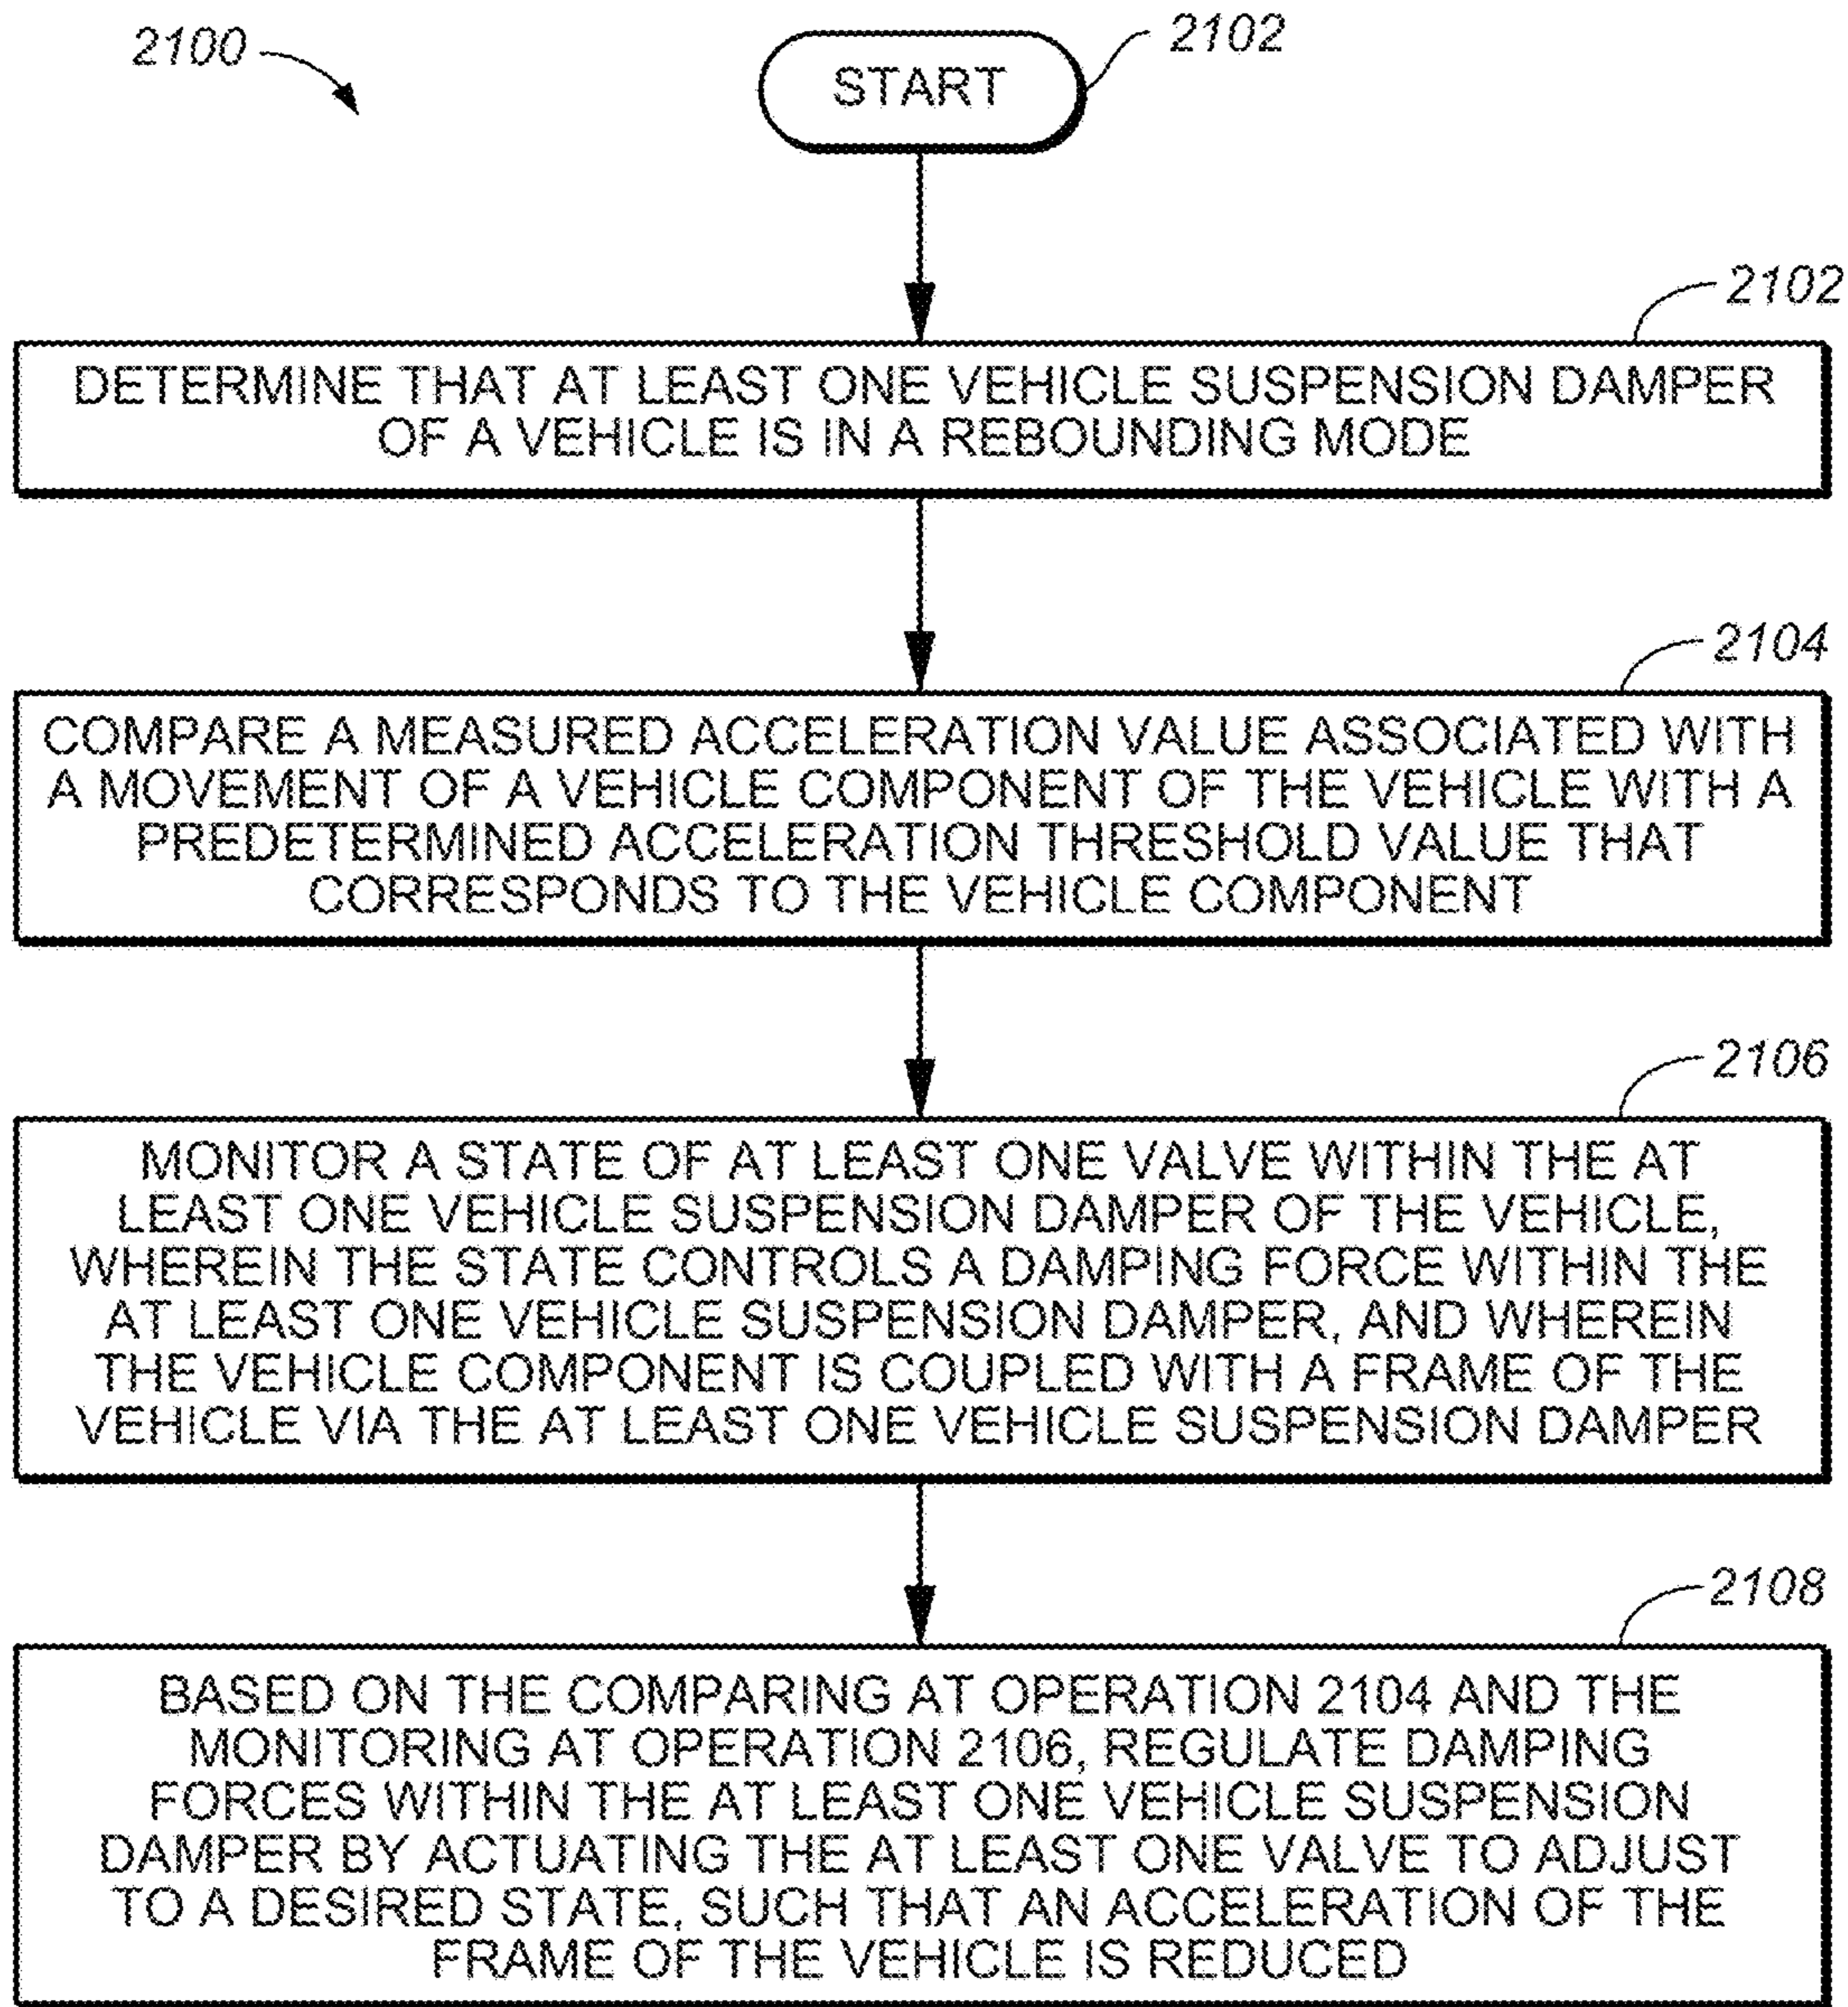 2100
START
2102
2102
DETERMINE THAT AT LEAST ONE VEHICLE SUSPENSION DAMPER
OF A VEHICLE IS IN A REBOUNDING MODE
2104
COMPARE A MEASURED ACCELERATION VALUE ASSOCIATED WITH
A MOVEMENT OF A VEHICLE COMPONENT OF THE VEHICLE WITH A
PREDETERMINED ACCELERATION THRESHOLD VALUE THAT
CORRESPONDS TO THE VEHICLE COMPONENT
2106
MONITOR A STATE OF AT LEAST ONE VALVE WITHIN THE AT
LEAST ONE VEHICLE SUSPENSION DAMPER OF THE VEHICLE,
WHEREIN THE STATE CONTROLS A DAMPING FORCE WITHIN THE
AT LEAST ONE VEHICLE SUSPENSION DAMPER, AND WHEREIN
THE VEHICLE COMPONENT IS COUPLED WITH A FRAME OF THE
VEHICLE VIA THE AT LEAST ONE VEHICLE SUSPENSION DAMPER
2108
BASED ON THE COMPARING AT OPERATION 2104 AND THE
MONITORING AT OPERATION 2106, REGULATE DAMPING
FORCES WITHIN THE AT LEAST ONE VEHICLE SUSPENSION
DAMPER BY ACTUATING THE AT LEAST ONE VALVE TO ADJUST
TO A DESIRED STATE, SUCH THAT AN ACCELERATION OF THE
FRAME OF THE VEHICLE IS REDUCED